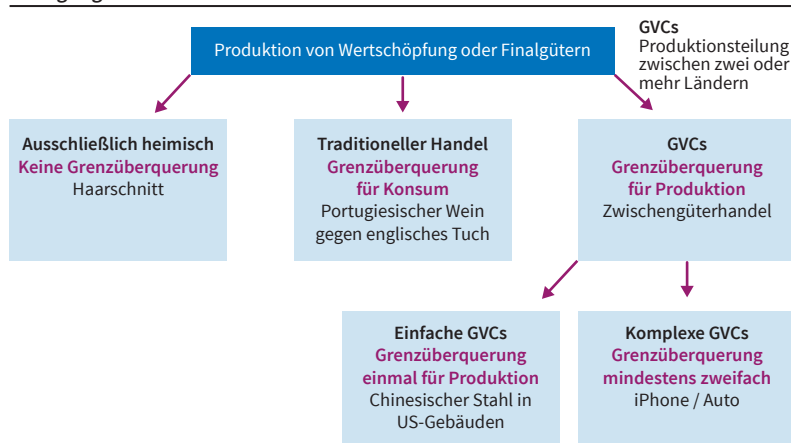 Produktion von Wertschöpfung oder Finalgütern
GVCs
Produktionsteilung
zwischen zwei oder
mehr Ländern
Ausschließlich heimisch
Keine Grenzüberquerung
Haarschnitt
Traditioneller Handel
Grenzüberquerung
für Konsum
Portugiesischer Wein
gegen englisches Tuch
GVCs
Grenzüberquerung
für Produktion
Zwischengüterhandel
Einfache GVCs
Grenzüberquerung
einmal für Produktion
Chinesischer Stahl in
US-Gebäuden
Komplexe GVCs
Grenzüberquerung
mindestens zweifach
iPhone / Auto